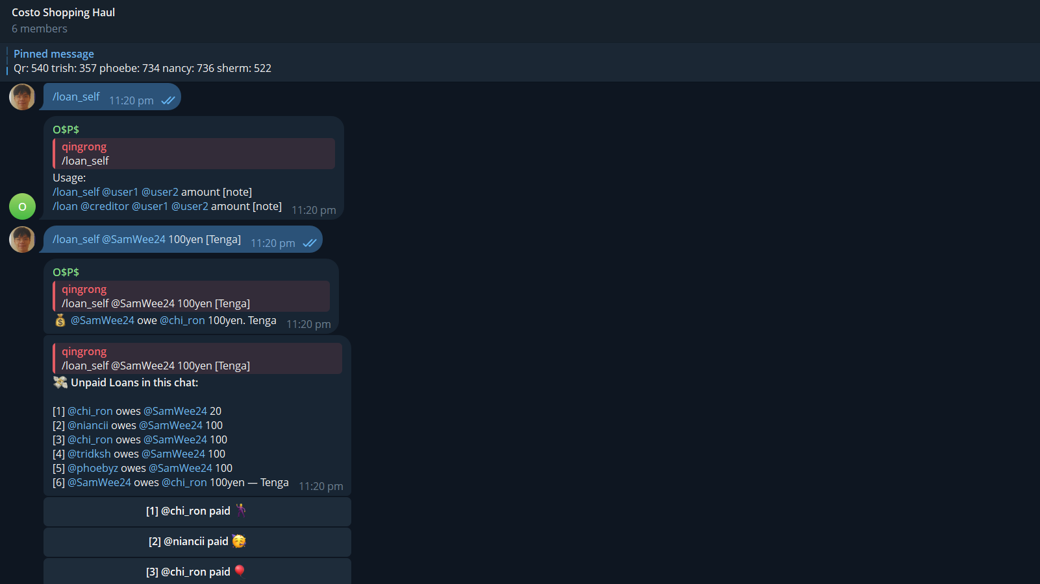 Costo Shopping Haul
6 members
Pinned message
Qr: 540 trish: 357 phoebe: 734 nancy: 736 sherm: 522
/loan_self 11:20 pm
O$P$
qingrong
/loan_self
Usage:
/loan_self @user1 @user2 amount [note]
/loan @creditor @user1 @user2 amount [note] 11:20 pm
O
/loan_self @SamWee24 100yen [Tenga] 11:20 pm
O$P$
qingrong
/loan_self @SamWee24 100yen [Tenga]
💰 @SamWee24 owe @chi_ron 100yen. Tenga 11:20 pm
qingrong
/loan_self @SamWee24 100yen [Tenga]
💸 Unpaid Loans in this chat:
[1] @chi_ron owes @SamWee24 20
[2] @niancii owes @SamWee24 100
[3] @chi_ron owes @SamWee24 100
[4] @tridksh owes @SamWee24 100
[5] @phoebyz owes @SamWee24 100
[6] @SamWee24 owes @chi_ron 100yen — Tenga 11:20 pm
[1] @chi_ron paid
[2] @niancii paid 🥳
[3] @chi_ron paid 🎈